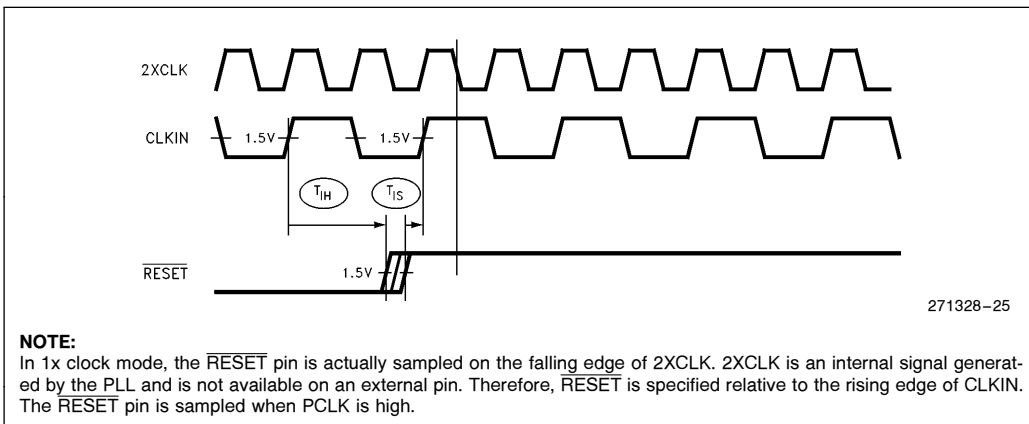 2XCLK
CLKIN
1.5V
1.5V
TIH
TIS
RESET
1.5V
271328–25
NOTE:
In 1x clock mode, the RESET pin is actually sampled on the falling edge of 2XCLK. 2XCLK is an internal signal generat-
ed by the PLL and is not available on an external pin. Therefore, RESET is specified relative to the rising edge of CLKIN.
The RESET pin is sampled when PCLK is high.